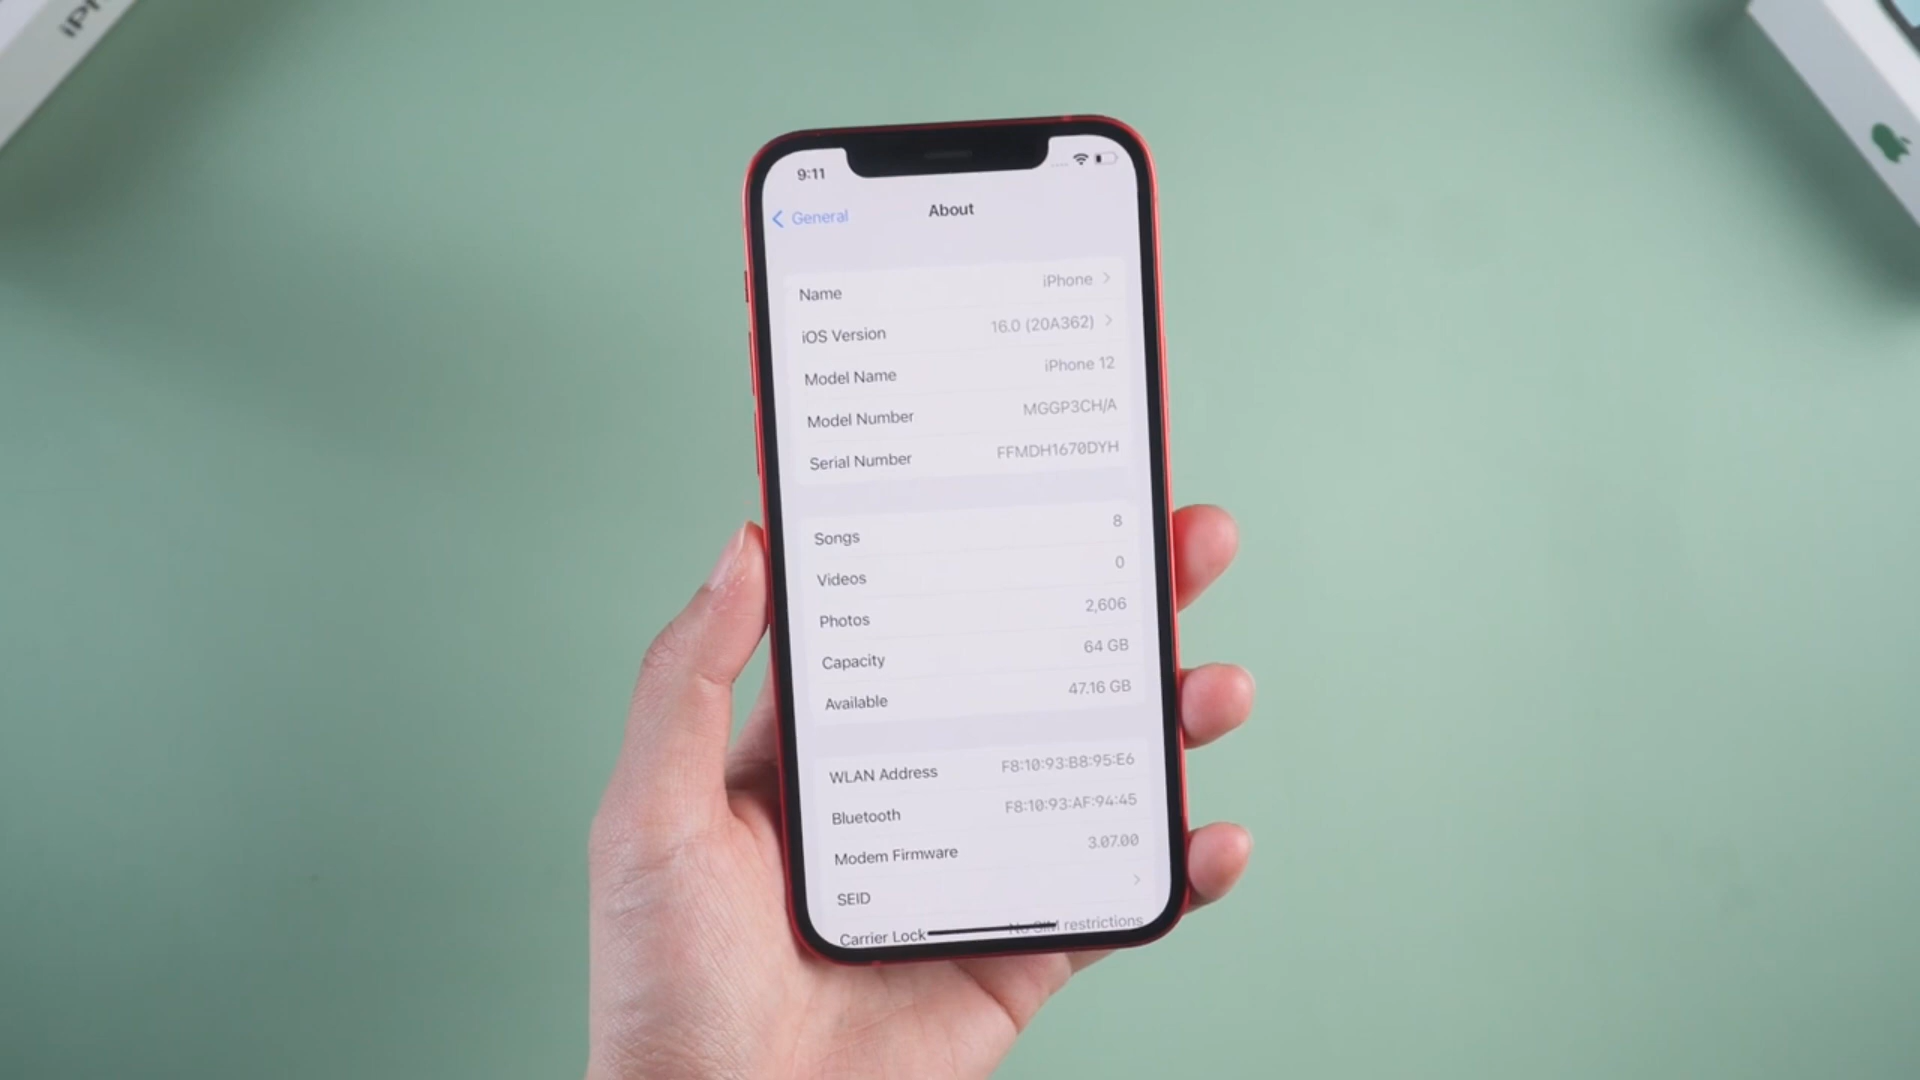 iPh
9:11
General
About
Name iPhone
iOS Version 16.0 (20A362)
Model Name iPhone 12
Model Number MGGP3CH/A
Serial Number FFMDH1670DYH
Songs 8
Videos 0
Photos 2,606
Capacity 64 GB
Available 47.16 GB
WLAN Address F8:10:93:B8:95:E6
Bluetooth F8:10:93:AF:94:45
Modem Firmware 3.07.00
SEID
Carrier Lock No SIM restrictions